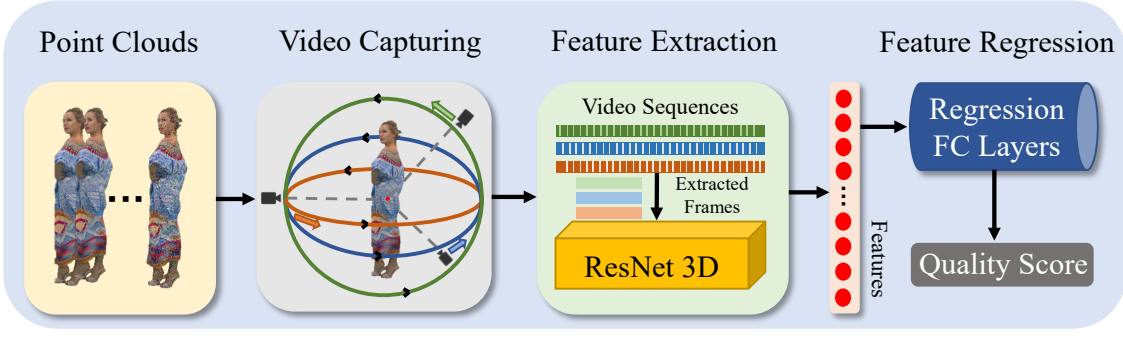 Point Clouds
Video Capturing
Feature Extraction
Feature Regression
Video Sequences
Extracted
Frames
ResNet 3D
Features
Regression
FC Layers
Quality Score